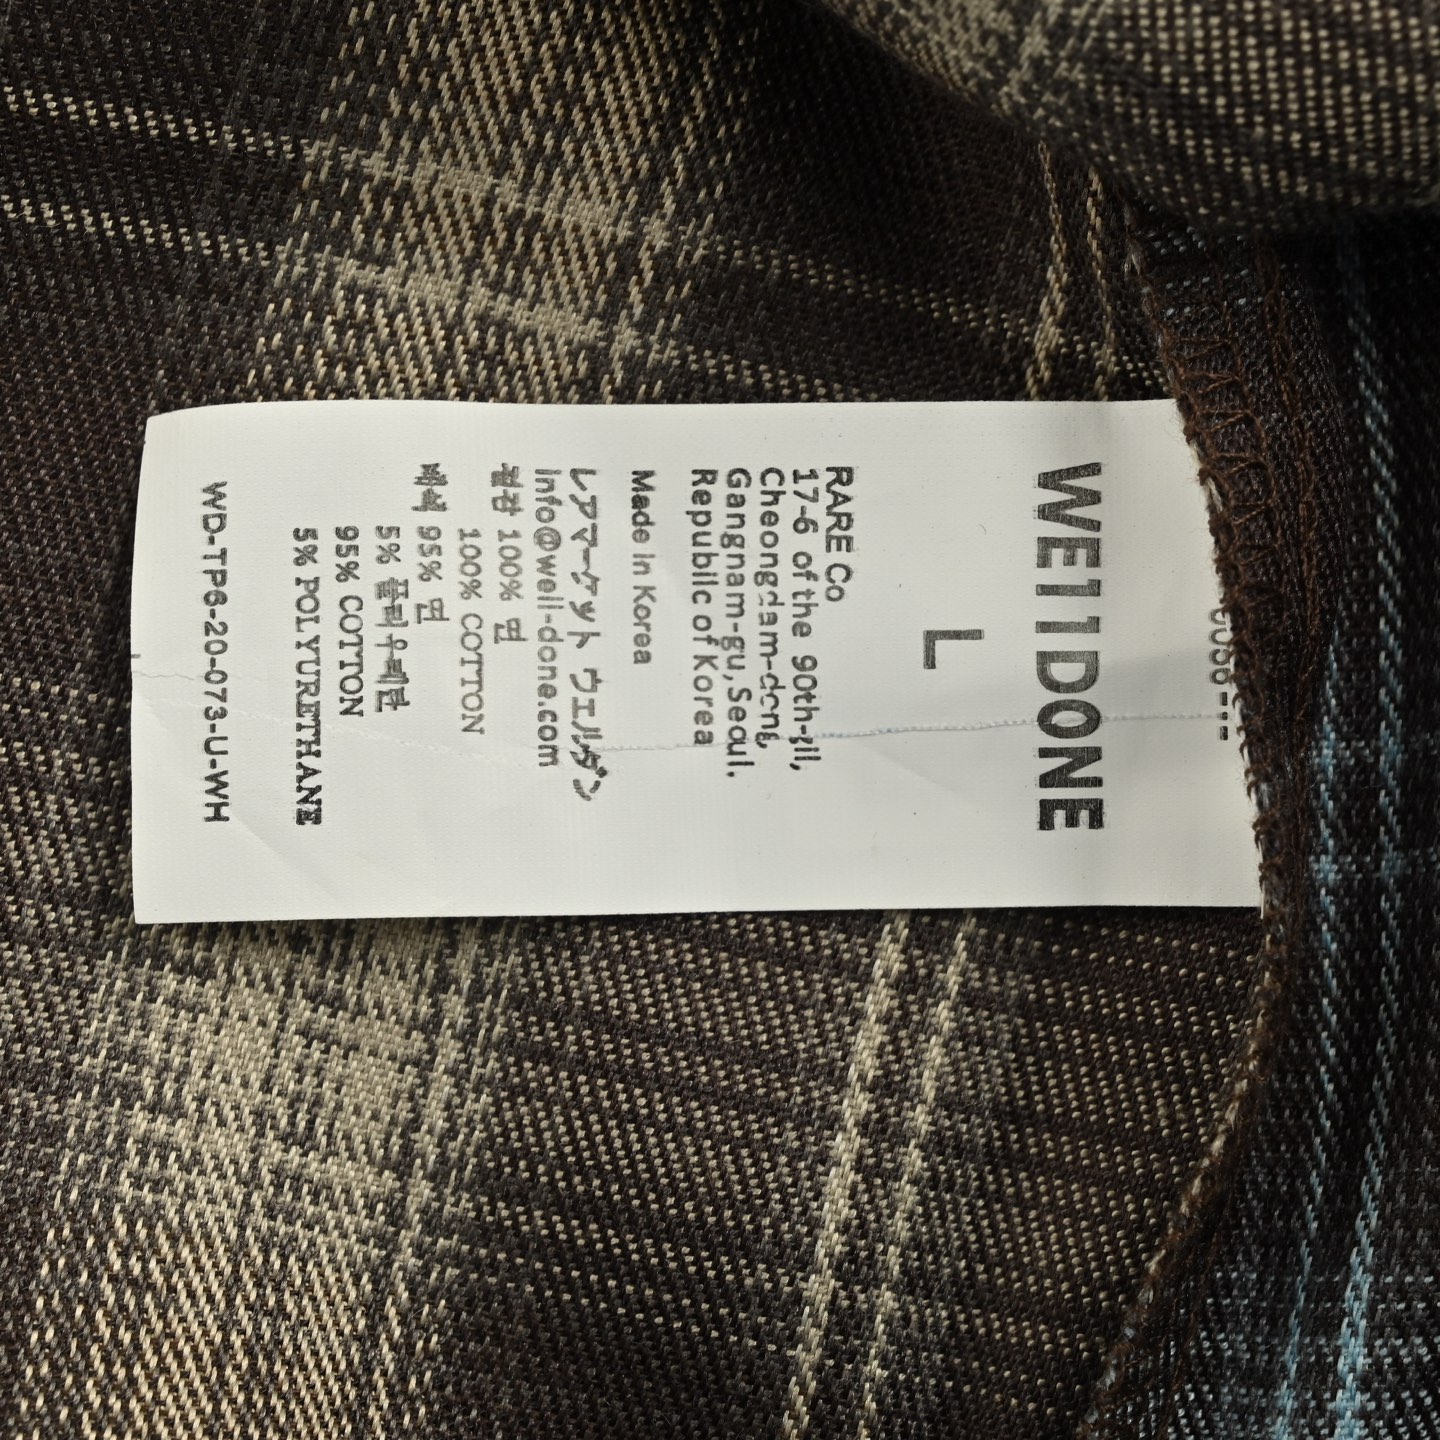 WE11DONE
L
RARE Co
17-6 of the 90th-gil,
Cheongdam-dong,
Gangnam-gu, Seoul.
Republic of Korea
Made in Korea
レアマーケット ウェルダン
info@well-done.com
겉감 100% 면
100% COTTON
배색 95% 면
5% 폴리우레탄
95% COTTON
5% POLYURETHANE
WD-TP6-20-073-U-WH